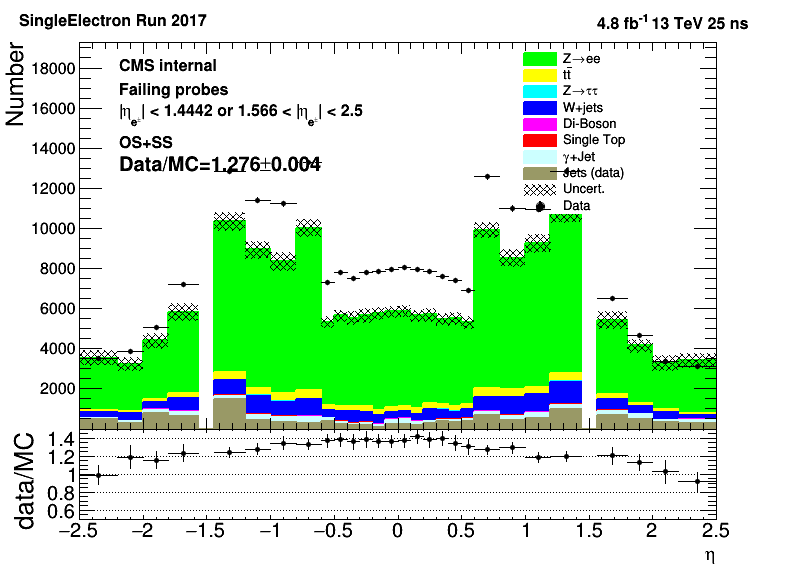 SingleElectron Run 2017
4.8 fb-1 13 TeV 25 ns
Number
CMS internal
Failing probes
|ηe±| < 1.4442 or 1.566 < |ηe±| < 2.5
OS+SS
Data/MC=1.276±0.004
Z→ee
tt̄
Z→ττ
W+jets
Di-Boson
Single Top
γ+Jet
Jets (data)
Uncert.
Data
18000
16000
14000
12000
10000
8000
6000
4000
2000
data/MC
1.4
1.2
1
0.8
0.6
−2.5 −2 −1.5 −1 −0.5 0 0.5 1 1.5 2 2.5
η